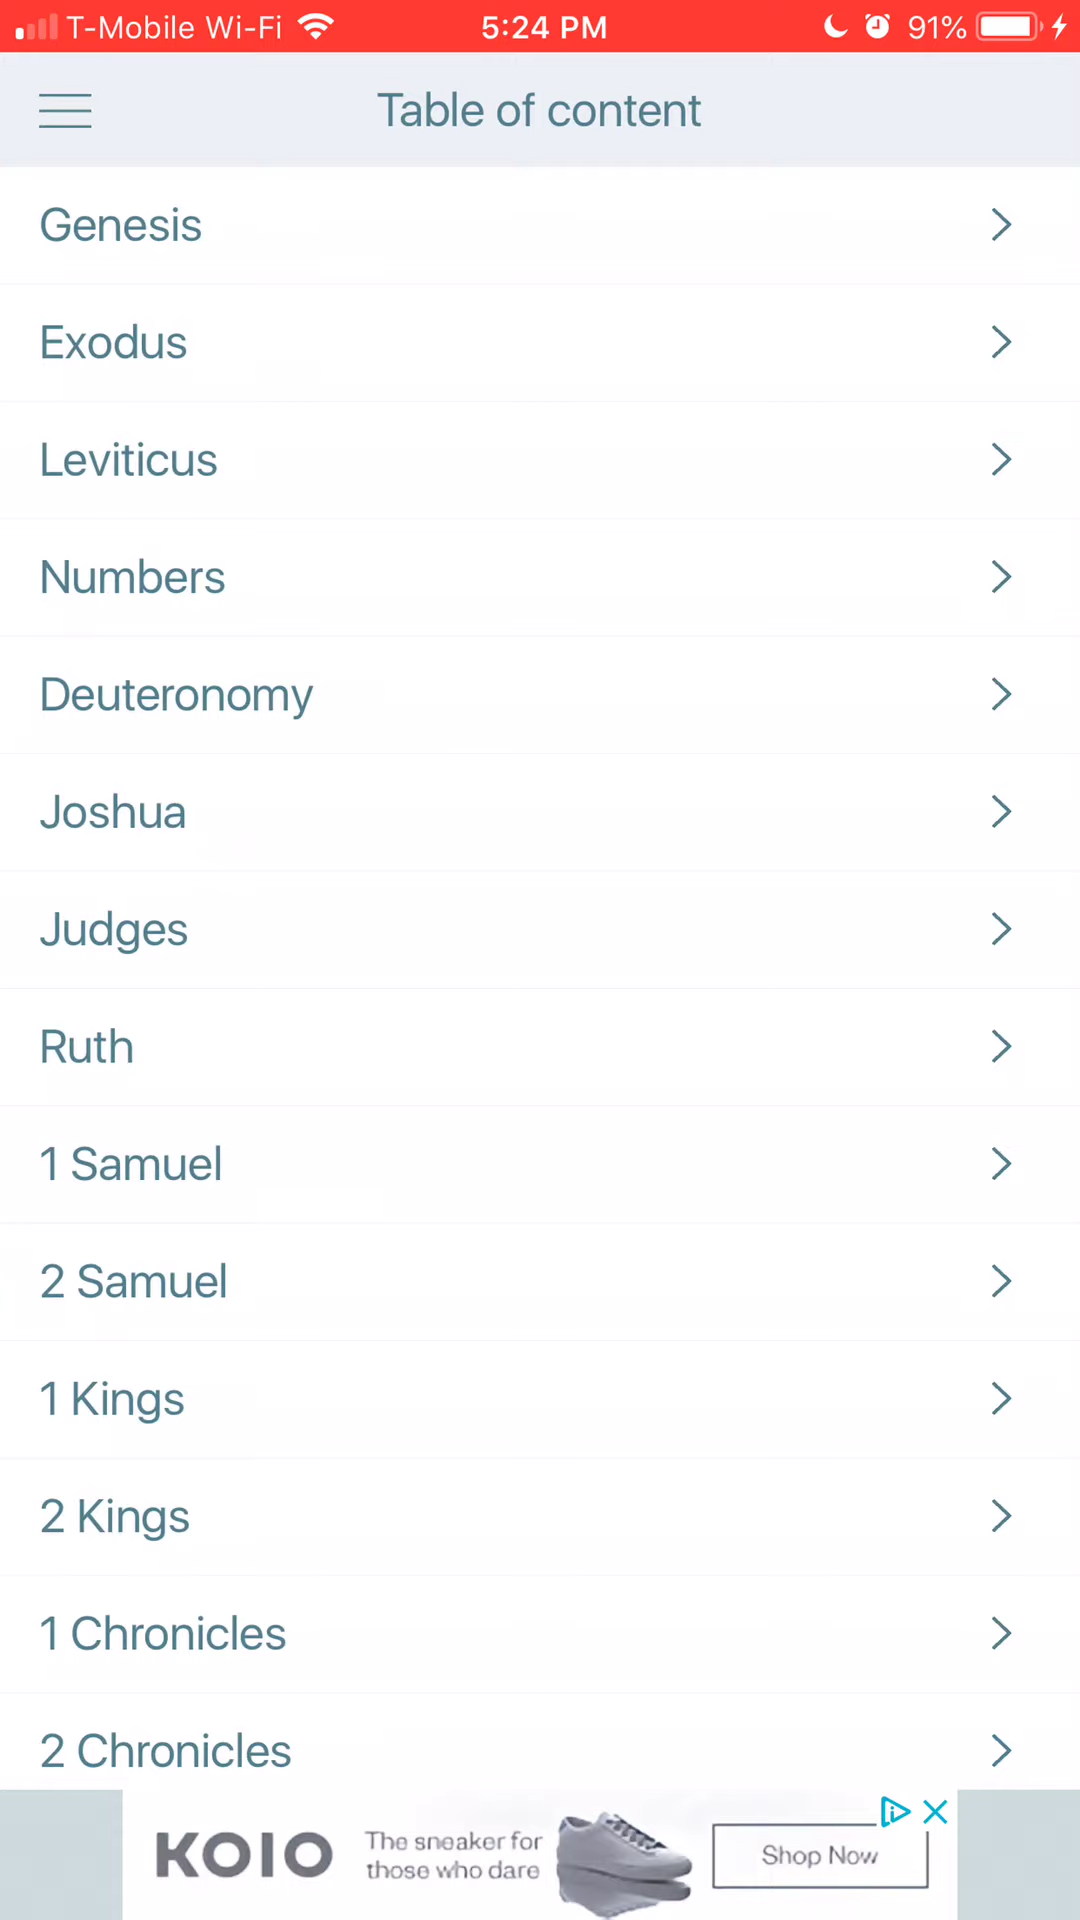 T-Mobile Wi-Fi 5:24 PM 91%
Table of content
Genesis
Exodus
Leviticus
Numbers
Deuteronomy
Joshua
Judges
Ruth
1 Samuel
2 Samuel
1 Kings
2 Kings
1 Chronicles
2 Chronicles
KOIO
The sneaker for
those who dare
Shop Now